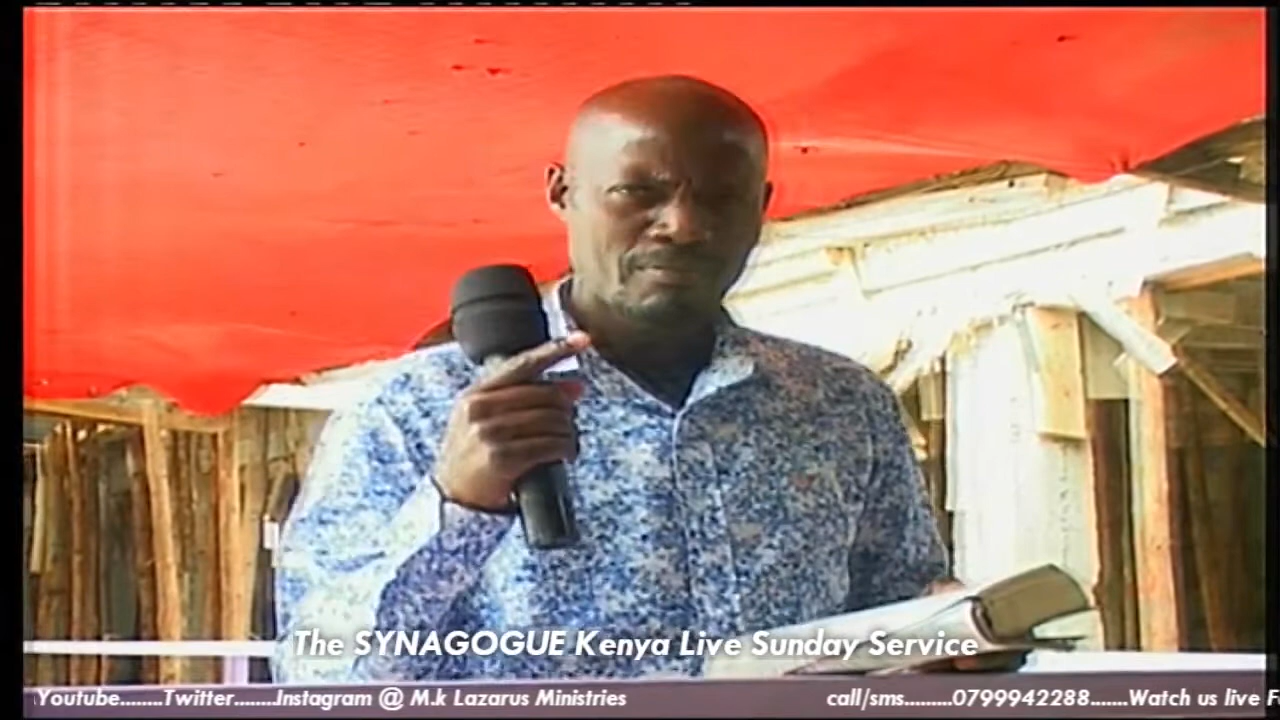 The SYNAGOGUE Kenya Live Sunday Service
Youtube........Twitter........Instagram @ M.k Lazarus Ministries call/sms.........0799942288.......Watch us live